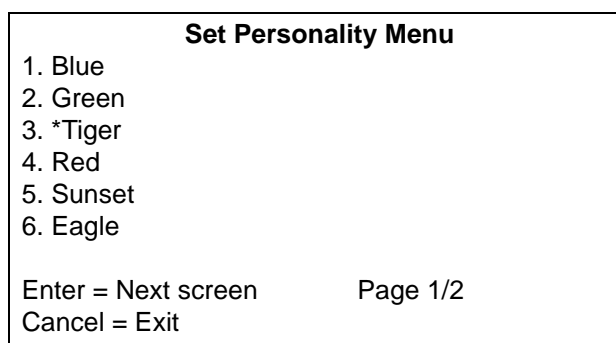 Set Personality Menu
1. Blue
2. Green
3. *Tiger
4. Red
5. Sunset
6. Eagle
Enter = Next screen Page 1/2
Cancel = Exit